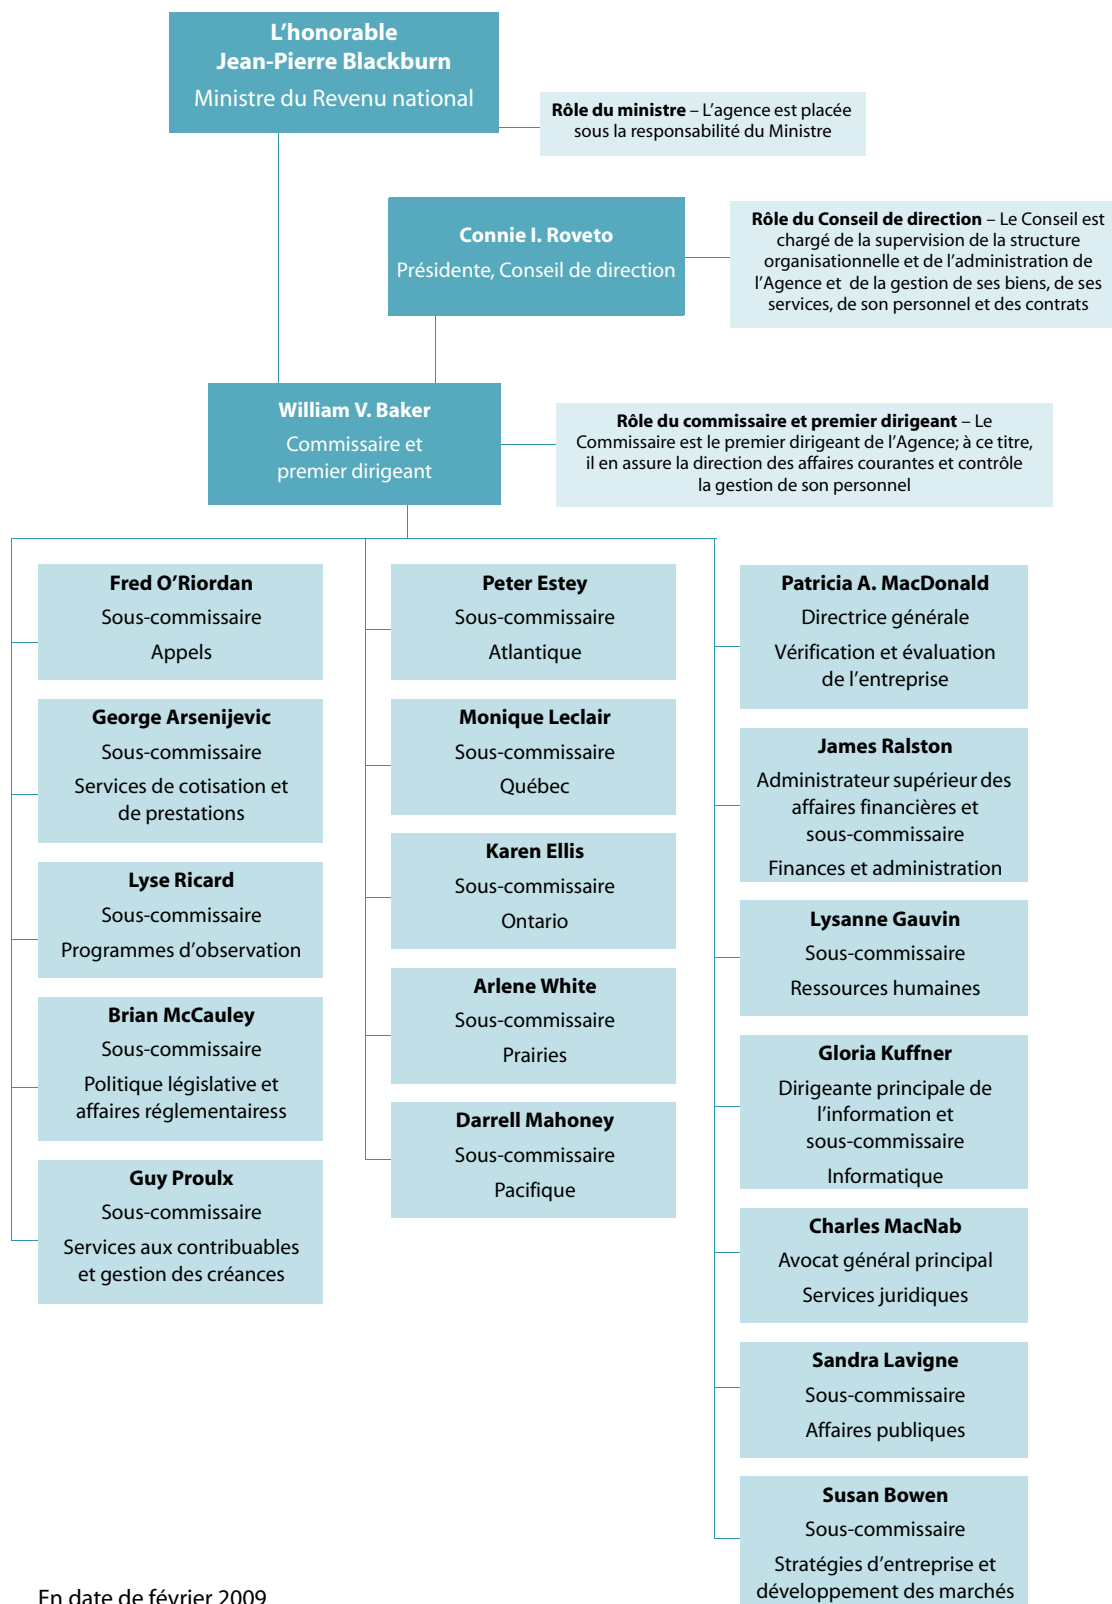 L’honorable
Jean-Pierre Blackburn
Ministre du Revenu national
Rôle du ministre – L’agence est placée
sous la responsabilité du Ministre
Connie I. Roveto
Présidente, Conseil de direction
Rôle du Conseil de direction – Le Conseil est
chargé de la supervision de la structure
organisationnelle et de l’administration de
l’Agence et de la gestion de ses biens, de ses
services, de son personnel et des contrats
William V. Baker
Commissaire et
premier dirigeant
Rôle du commissaire et premier dirigeant – Le
Commissaire est le premier dirigeant de l’Agence; à ce titre,
il en assure la direction des affaires courantes et contrôle
la gestion de son personnel
Fred O’Riordan
Sous-commissaire
Appels
George Arsenijevic
Sous-commissaire
Services de cotisation et
de prestations
Lyse Ricard
Sous-commissaire
Programmes d’observation
Brian McCauley
Sous-commissaire
Politique législative et
affaires réglementairess
Guy Proulx
Sous-commissaire
Services aux contribuables
et gestion des créances
Peter Estey
Sous-commissaire
Atlantique
Monique Leclair
Sous-commissaire
Québec
Karen Ellis
Sous-commissaire
Ontario
Arlene White
Sous-commissaire
Prairies
Darrell Mahoney
Sous-commissaire
Pacifique
Patricia A. MacDonald
Directrice générale
Vérification et évaluation
de l’entreprise
James Ralston
Administrateur supérieur des
affaires financières et
sous-commissaire
Finances et administration
Lysanne Gauvin
Sous-commissaire
Ressources humaines
Gloria Kuffner
Dirigeante principale de
l’information et
sous-commissaire
Informatique
Charles MacNab
Avocat général principal
Services juridiques
Sandra Lavigne
Sous-commissaire
Affaires publiques
Susan Bowen
Sous-commissaire
Stratégies d’entreprise et
développement des marchés
En date de février 2009